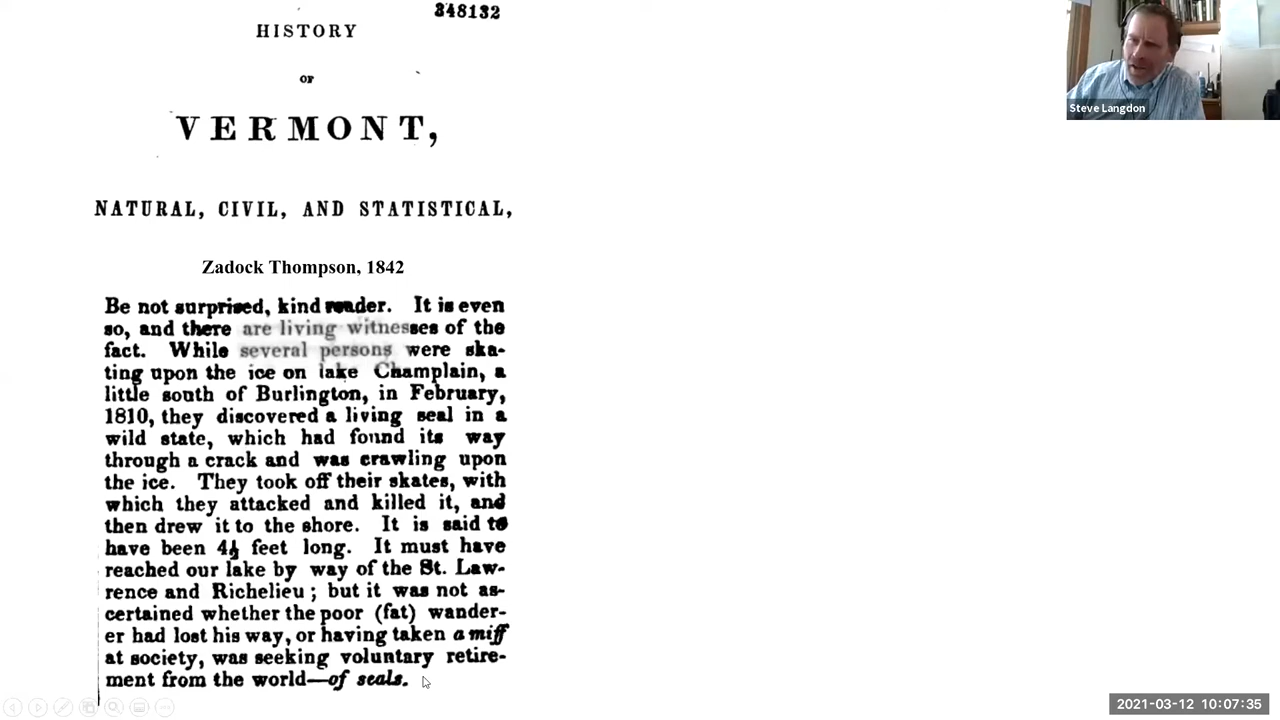 348132
HISTORY
OF
VERMONT,
NATURAL, CIVIL, AND STATISTICAL,
Zadock Thompson, 1842
Be not surprised, kind reader. It is even
so, and there are living witnesses of the
fact. While several persons were ska-
ting upon the ice on lake Champlain, a
little south of Burlington, in February,
1810, they discovered a living seal in a
wild state, which had found its way
through a crack and was crawling upon
the ice. They took off their skates, with
which they attacked and killed it, and
then drew it to the shore. It is said to
have been 4½ feet long. It must have
reached our lake by way of the St. Law-
rence and Richelieu; but it was not as-
certained whether the poor (fat) wander-
er had lost his way, or having taken a miff
at society, was seeking voluntary retire-
ment from the world—of seals.
Steve Langdon
2021-03-12 10:07:35